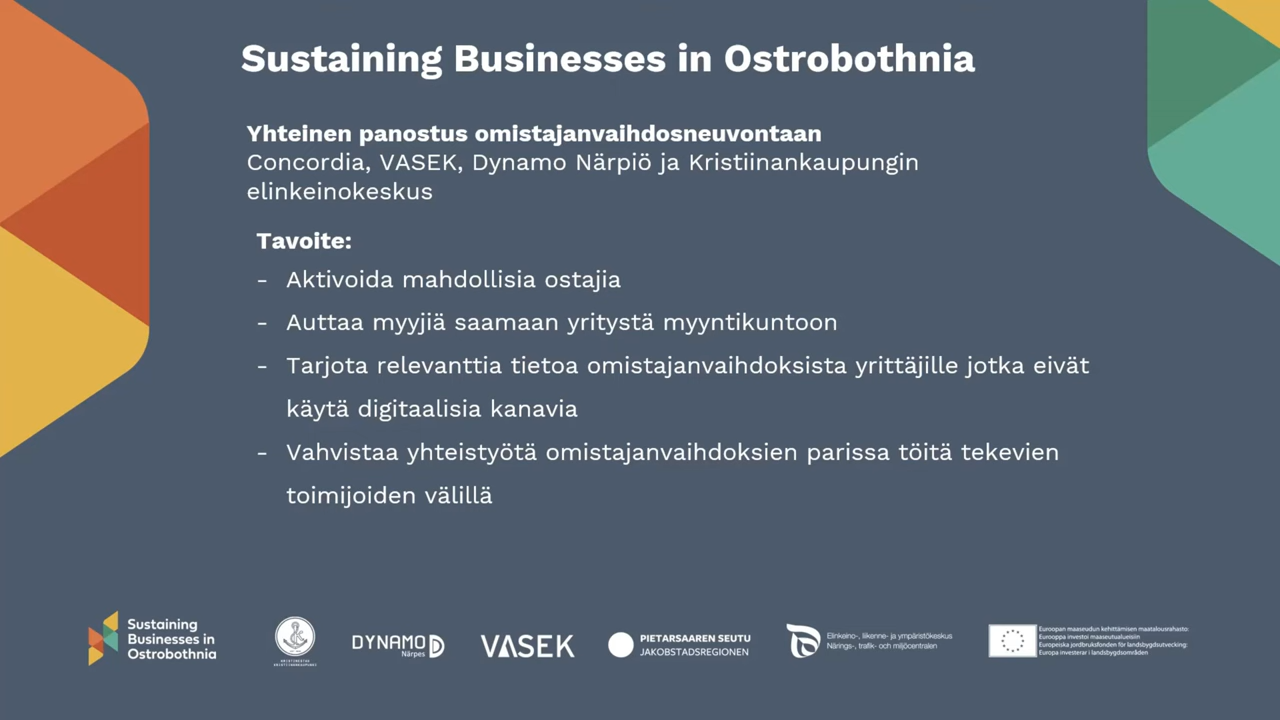 Sustaining Businesses in Ostrobothnia
Yhteinen panostus omistajanvaihdosneuvontaan
Concordia, VASEK, Dynamo Närpiö ja Kristiinankaupungin
elinkeinokeskus
Tavoite:
- Aktivoida mahdollisia ostajia
- Auttaa myyjiä saamaan yritystä myyntikuntoon
- Tarjota relevanttia tietoa omistajanvaihdoksista yrittäjille jotka eivät
käytä digitaalisia kanavia
- Vahvistaa yhteistyötä omistajanvaihdoksien parissa töitä tekevien
toimijoiden välillä
Sustaining
Businesses in
Ostrobothnia
DYNAMO
Närpes
VASEK
PIETARSAAREN SEUTU
JAKOBSTADSREGIONEN
Elinkeino-, liikenne- ja ympäristökeskus
Närings-, trafik- och miljöcentralen
Euroopan maaseudun kehittämisen maatalousrahasto:
Eurooppa investoi maaseutualueisiin
Europeiska jordbruksfonden för landsbygdsutveckling:
Europa investerar i landsbygdsområden